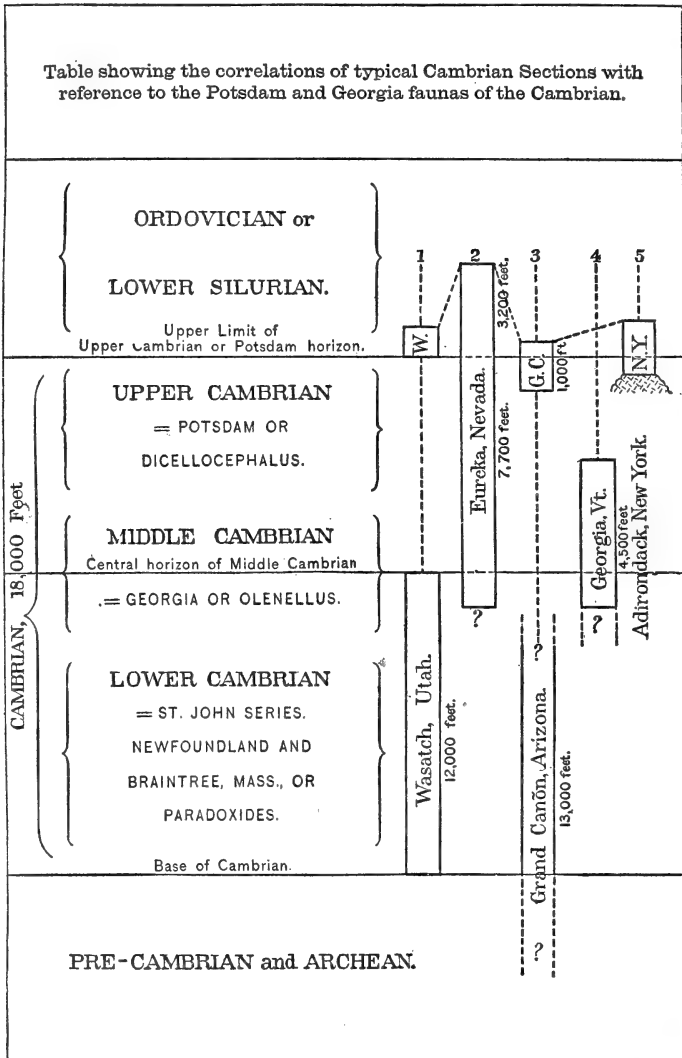 Table showing the correlations of typical Cambrian Sections with
reference to the Potsdam and Georgia faunas of the Cambrian.
ORDOVICIAN or
LOWER SILURIAN.
Upper Limit of
Upper Cambrian or Potsdam horizon.
CAMBRIAN, 18,000 Feet
UPPER CAMBRIAN
= POTSDAM OR
DICELLOCEPHALUS.
MIDDLE CAMBRIAN
Central horizon of Middle Cambrian
.= GEORGIA OR OLENELLUS.
LOWER CAMBRIAN
= ST. JOHN SERIES.
NEWFOUNDLAND AND
BRAINTREE, MASS., OR
PARADOXIDES.
Base of Cambrian.
PRE-CAMBRIAN and ARCHEAN.
1
W.
Wasatch, Utah.
12,000 feet.
2
3,200 feet.
Eureka, Nevada.
7,700 feet.
?
3
G.C.
1,000 ft.
?
Grand Cañon, Arizona.
13,000 feet.
?
4
Georgia, Vt.
4,500 feet
?
5
N.Y.
Adirondack, New York.